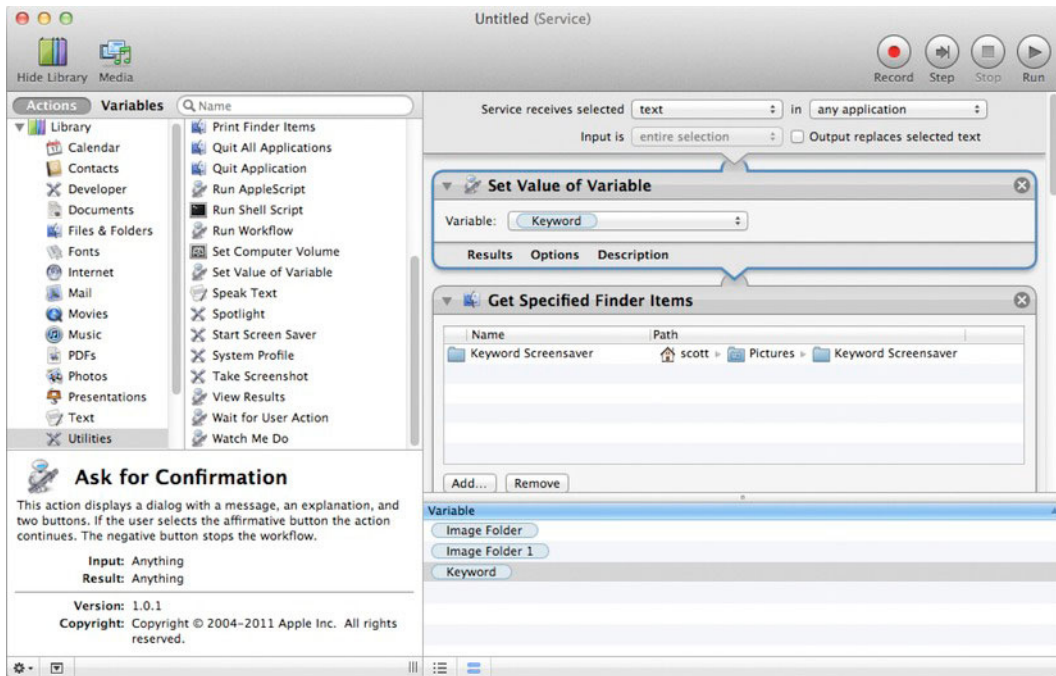 Untitled (Service)
Hide Library Media
Record Step Stop Run
Actions Variables Name
Service receives selected text in any application
Input is entire selection Output replaces selected text
Library
Calendar
Contacts
Developer
Documents
Files & Folders
Fonts
Internet
Mail
Movies
Music
PDFs
Photos
Presentations
Text
Utilities
Print Finder Items
Quit All Applications
Quit Application
Run AppleScript
Run Shell Script
Run Workflow
Set Computer Volume
Set Value of Variable
Speak Text
Spotlight
Start Screen Saver
System Profile
Take Screenshot
View Results
Wait for User Action
Watch Me Do
Set Value of Variable
Variable: Keyword
Results Options Description
Get Specified Finder Items
Name Path
Keyword Screensaver scott Pictures Keyword Screensaver
Add... Remove
Ask for Confirmation
This action displays a dialog with a message, an explanation, and
two buttons. If the user selects the affirmative button the action
continues. The negative button stops the workflow.
Input: Anything
Result: Anything
Version: 1.0.1
Copyright: Copyright © 2004–2011 Apple Inc. All rights
reserved.
Variable
Image Folder
Image Folder 1
Keyword